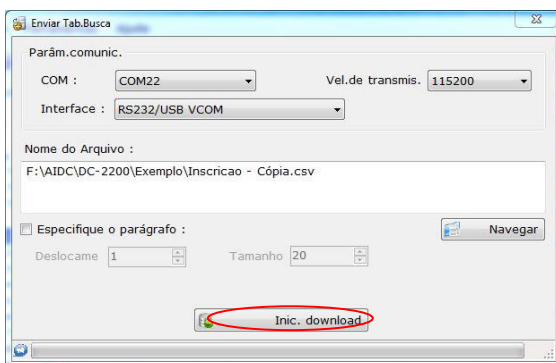 Enviar Tab.Busca
Parâm.comunic.
COM : COM22 Vel.de transmis. 115200
Interface : RS232/USB VCOM
Nome do Arquivo :
F:\AIDC\DC-2200\Exemplo\Inscricao - Cópia.csv
Especifique o parágrafo : Navegar
Deslocame 1 Tamanho 20
Inic. download